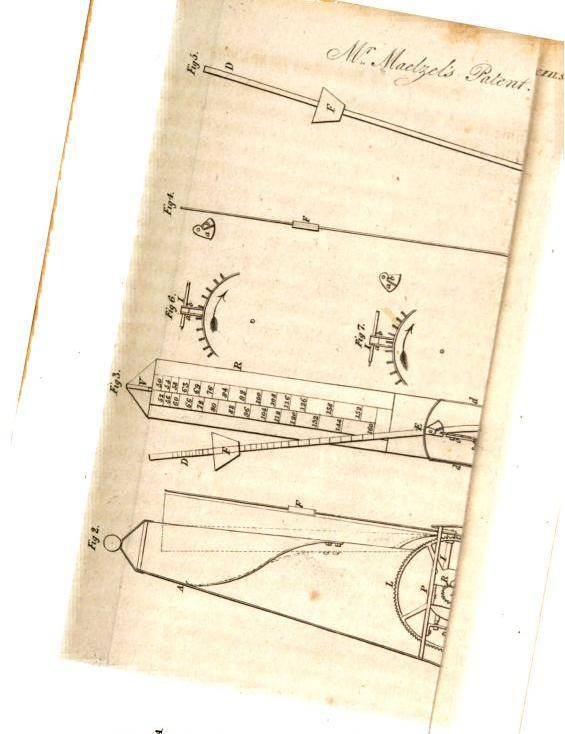 Mr. Maelzel's Patent.
Fig 5.
D
F
Fig 4.
F
a
Fig 6.
Fig 7.
a b
Fig 3.
V
R
50
52
54
56
58
60
63
66
69
72
76
80
84
88
92
96
100
104
108
112
116
120
126
132
138
144
152
160
D
F
E
d
d
Fig 2.
A
F
L
P
R
I